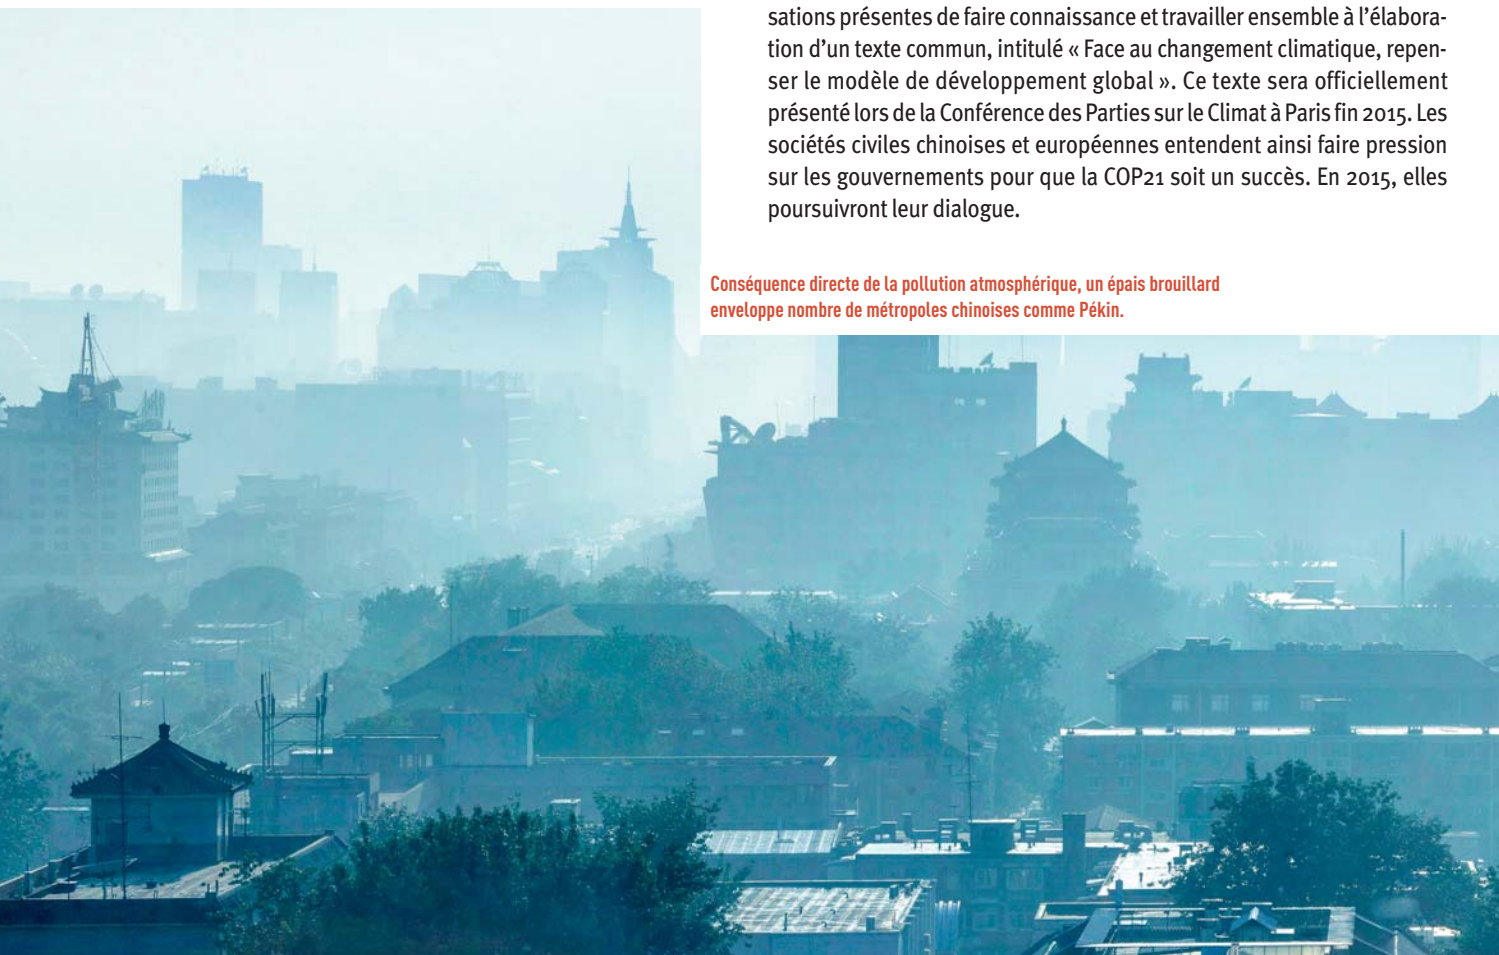 sations présentes de faire connaissance et travailler ensemble à l’élabora-
tion d’un texte commun, intitulé « Face au changement climatique, repen-
ser le modèle de développement global ». Ce texte sera officiellement
présenté lors de la Conférence des Parties sur le Climat à Paris fin 2015. Les
sociétés civiles chinoises et européennes entendent ainsi faire pression
sur les gouvernements pour que la COP21 soit un succès. En 2015, elles
poursuivront leur dialogue.
Conséquence directe de la pollution atmosphérique, un épais brouillard
enveloppe nombre de métropoles chinoises comme Pékin.